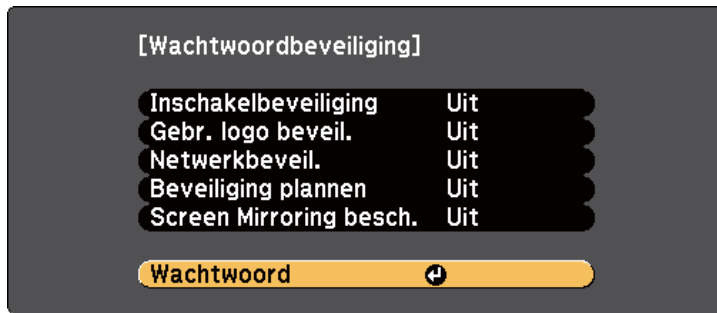 [Wachtwoordbeveiliging]
Inschakelbeveiliging Uit
Gebr. logo beveil. Uit
Netwerkbeveil. Uit
Beveiliging plannen Uit
Screen Mirroring besch. Uit
Wachtwoord